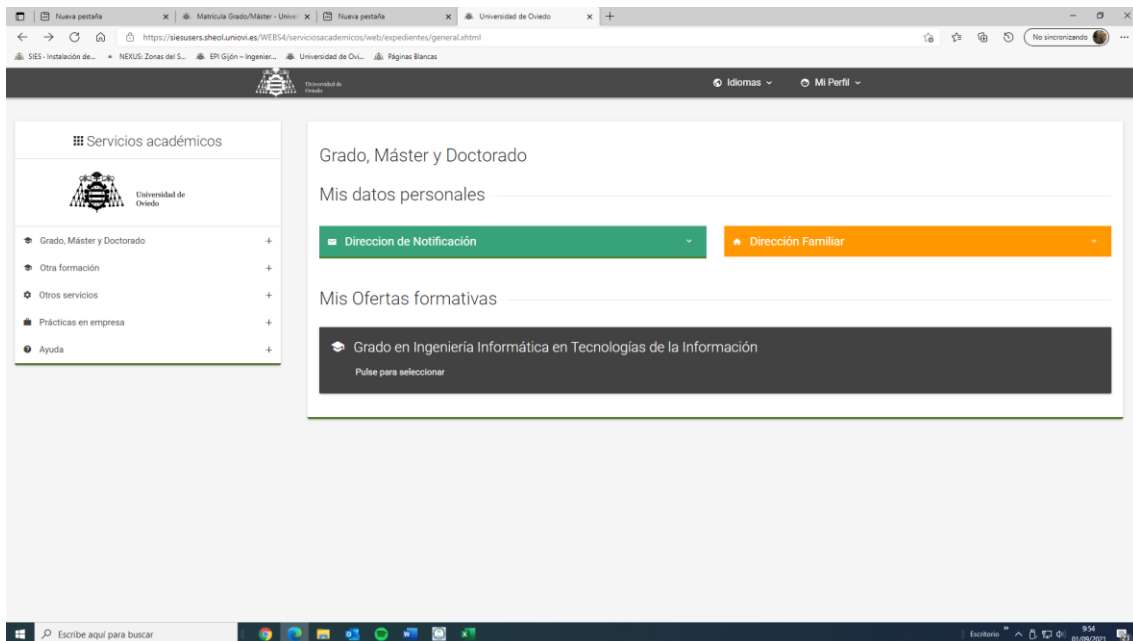 Nueva pestaña
Matrícula Grado/Máster - Univer
Nueva pestaña
Universidad de Oviedo
https://siesusers.sheol.uniovi.es/WEBS4/serviciosacademicos/web/expedientes/general.xhtml
No sincronizando
SIES - Instalación de...
NEXUS: Zonas del S...
EPI Gijón – Ingenier...
Universidad de Ovi...
Páginas Blancas
Universidad de
Oviedo
Idiomas
Mi Perfil
Servicios académicos
Universidad de
Oviedo
Grado, Máster y Doctorado +
Otra formación +
Otros servicios +
Prácticas en empresa +
Ayuda +
Grado, Máster y Doctorado
Mis datos personales
Direccion de Notificación
Dirección Familiar
Mis Ofertas formativas
Grado en Ingeniería Informática en Tecnologías de la Información
Pulse para seleccionar
Escribe aquí para buscar
Escritorio
9:54
01/09/2021